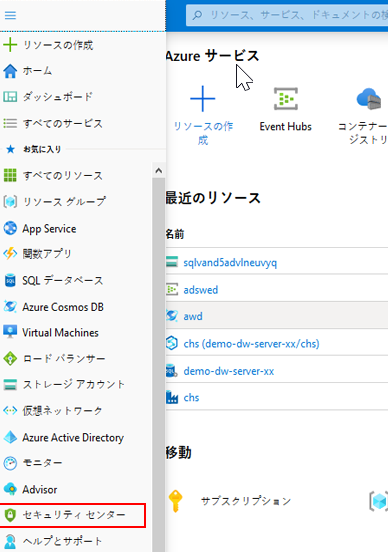 リソースの作成
ホーム
ダッシュボード
すべてのサービス
お気に入り
すべてのリソース
リソース グループ
App Service
関数アプリ
SQL データベース
Azure Cosmos DB
Virtual Machines
ロード バランサー
ストレージ アカウント
仮想ネットワーク
Azure Active Directory
モニター
Advisor
セキュリティ センター
ヘルプとサポート
リソース、サービス、ドキュメントの検
Azure サービス
リソースの作
成
Event Hubs
コンテナー
ジストリ
最近のリソース
名前
sqlvand5advlneuvyq
adswed
awd
chs (demo-dw-server-xx/chs)
demo-dw-server-xx
chs
移動
サブスクリプション